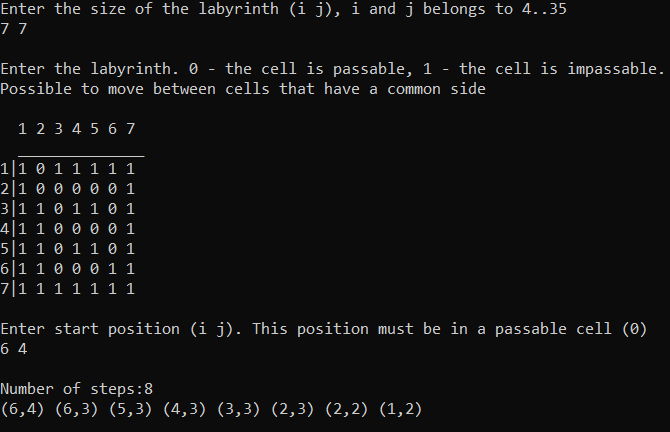 Enter the size of the labyrinth (i j), i and j belongs to 4..35
7 7
Enter the labyrinth. 0 - the cell is passable, 1 - the cell is impassable.
Possible to move between cells that have a common side
1 2 3 4 5 6 7
______________
1|1 0 1 1 1 1 1
2|1 0 0 0 0 0 1
3|1 1 0 1 1 0 1
4|1 1 0 0 0 0 1
5|1 1 0 1 1 0 1
6|1 1 0 0 0 1 1
7|1 1 1 1 1 1 1
Enter start position (i j). This position must be in a passable cell (0)
6 4
Number of steps:8
(6,4) (6,3) (5,3) (4,3) (3,3) (2,3) (2,2) (1,2)